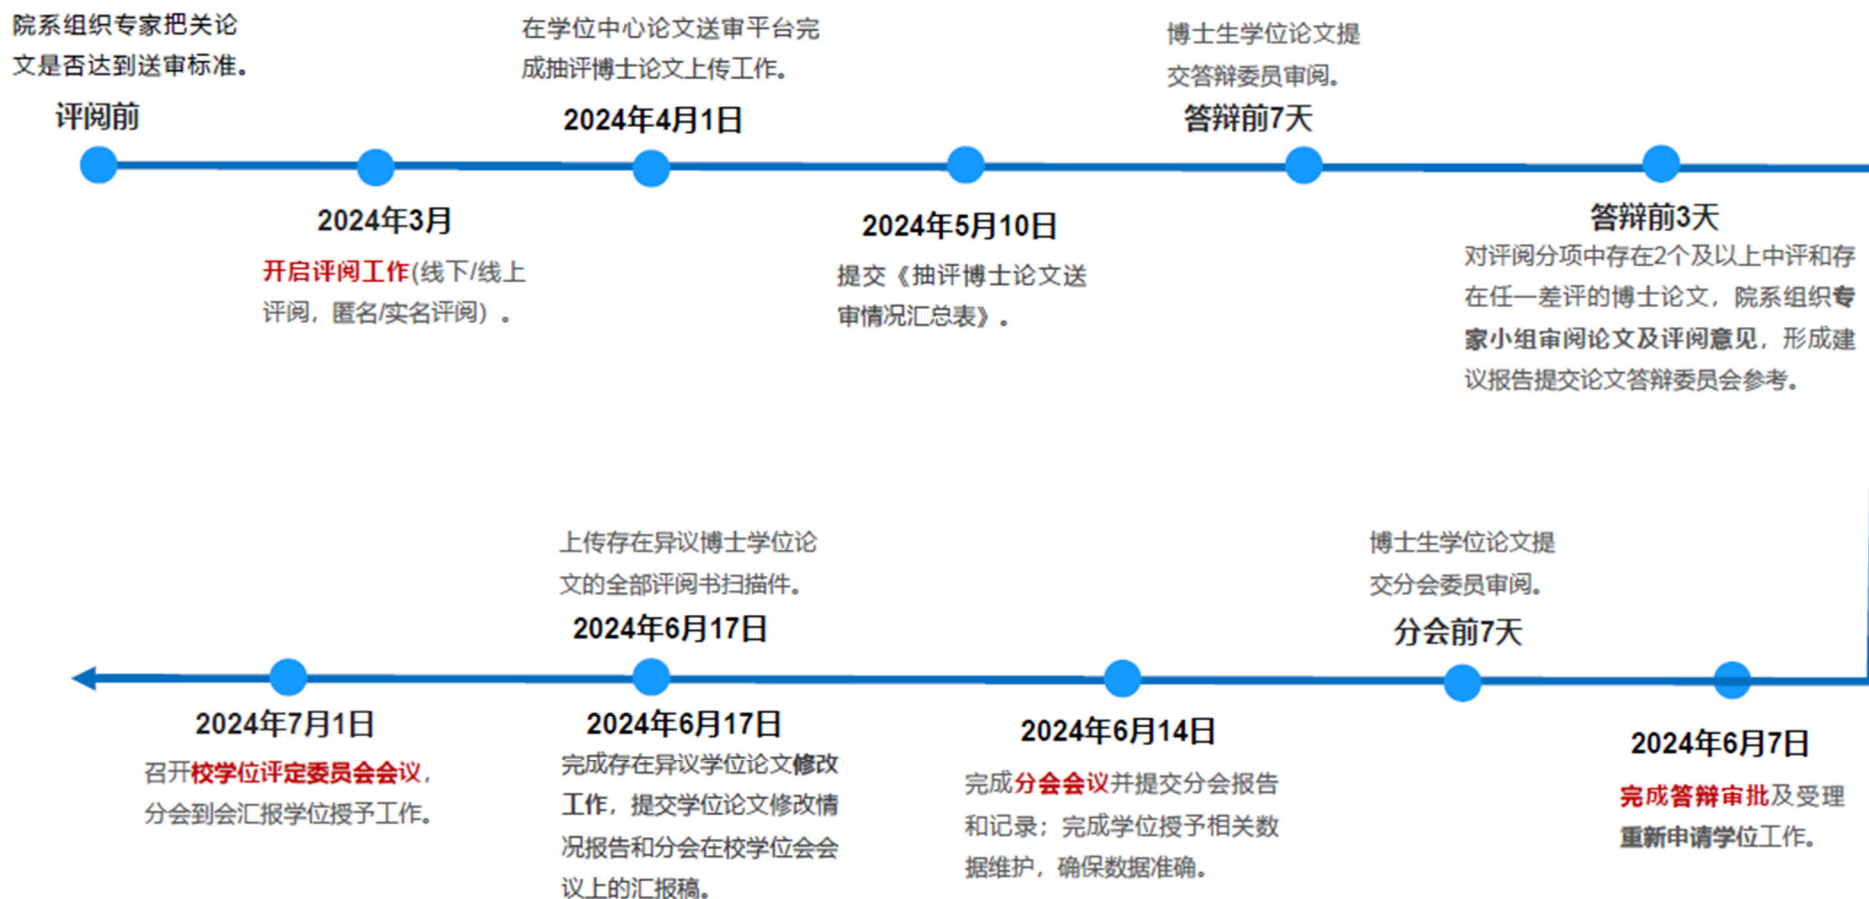 院系组织专家把关论
文是否达到送审标准。
评阅前
2024年3月
开启评阅工作(线下/线上
评阅，匿名/实名评阅）。
在学位中心论文送审平台完
成抽评博士论文上传工作。
2024年4月1日
2024年5月10日
提交《抽评博士论文送
审情况汇总表》。
博士生学位论文提
交答辩委员审阅。
答辩前7天
答辩前3天
对评阅分项中存在2个及以上中评和存
在任一差评的博士论文，院系组织专
家小组审阅论文及评阅意见，形成建
议报告提交论文答辩委员会参考。
2024年6月7日
完成答辩审批及受理
重新申请学位工作。
博士生学位论文提
交分会委员审阅。
分会前7天
2024年6月14日
完成分会会议并提交分会报告
和记录；完成学位授予相关数
据维护，确保数据准确。
上传存在异议博士学位论
文的全部评阅书扫描件。
2024年6月17日
2024年6月17日
完成存在异议学位论文修改
工作，提交学位论文修改情
况报告和分会在校学位会会
议上的汇报稿。
2024年7月1日
召开校学位评定委员会会议，
分会到会汇报学位授予工作。